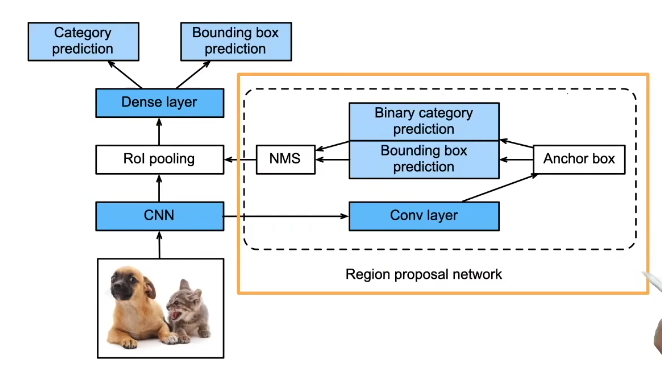 Category
prediction
Bounding box
prediction
Dense layer
Binary category
prediction
RoI pooling
NMS
Bounding box
prediction
Anchor box
CNN
Conv layer
Region proposal network